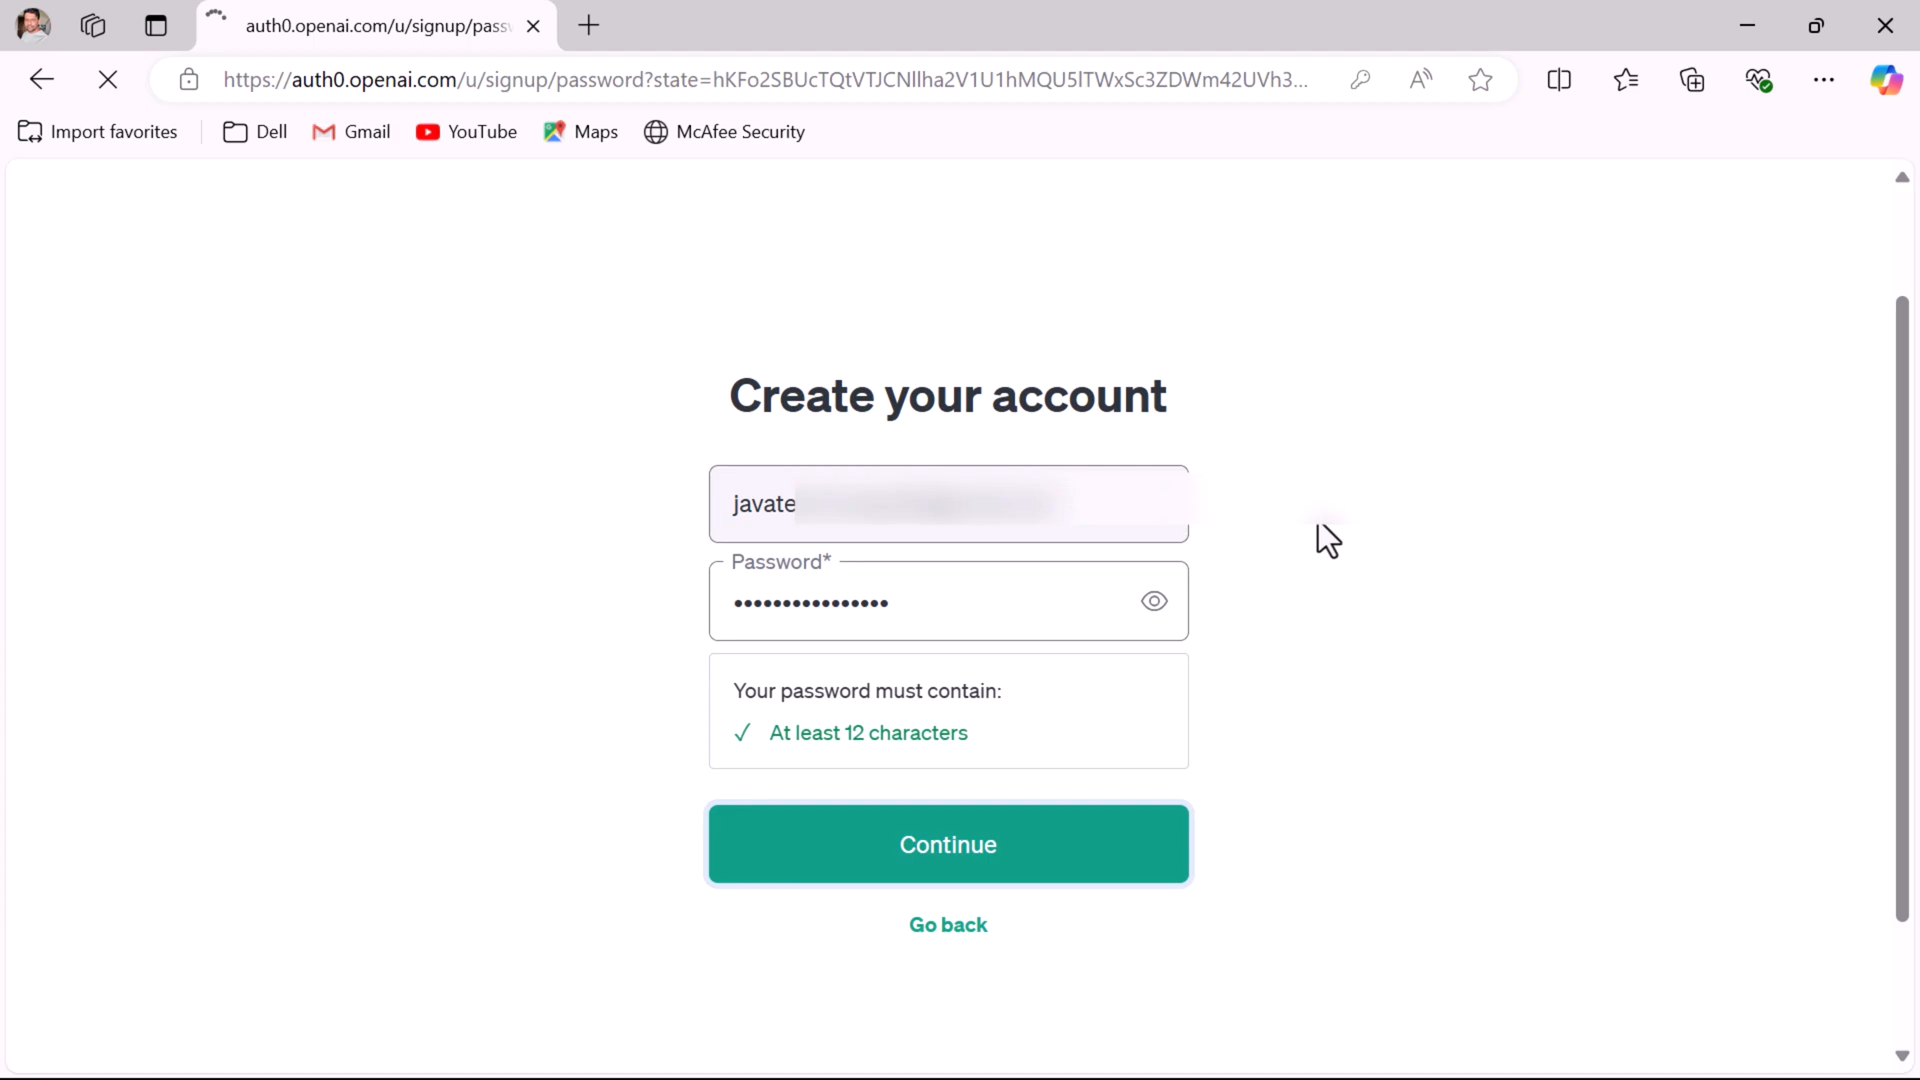 auth0.openai.com/u/signup/pass
https://auth0.openai.com/u/signup/password?state=hKFo2SBUcTQtVTJCNllha2V1U1hMQU5lTWxSc3ZDWm42UVh3...
Import favorites Dell Gmail YouTube Maps McAfee Security
Create your account
javate
Password*
••••••••••••••••
Your password must contain:
✓ At least 12 characters
Continue
Go back